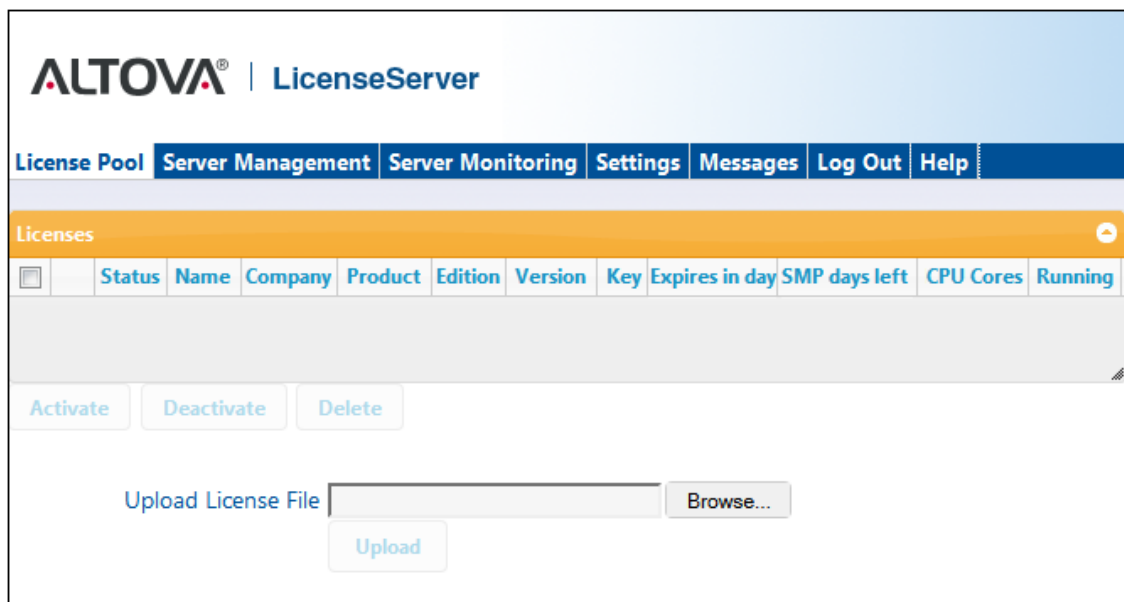 ALTOVA® | LicenseServer
License Pool Server Management Server Monitoring Settings Messages Log Out Help
Licenses
Status Name Company Product Edition Version Key Expires in day SMP days left CPU Cores Running
Activate Deactivate Delete
Upload License File Browse...
Upload